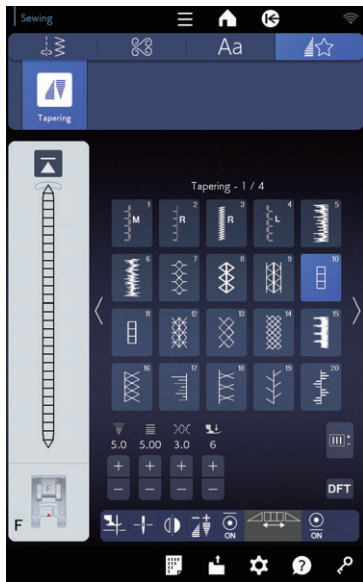 Sewing
Aa
Tapering
Tapering - 1 / 4
1 2 3 4 5
M R R L
6 7 8 9 10
11 12 13 14 15
16 17 18 19 20
5.0 5.00 3.0 6
+ + + +
- - - -
DFT
F
F
ON ON
?